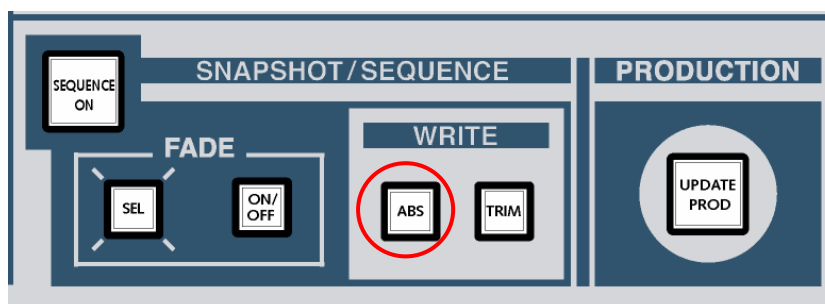 SEQUENCE
ON
SNAPSHOT/SEQUENCE
PRODUCTION
FADE
WRITE
SEL
ON/
OFF
ABS
TRIM
UPDATE
PROD